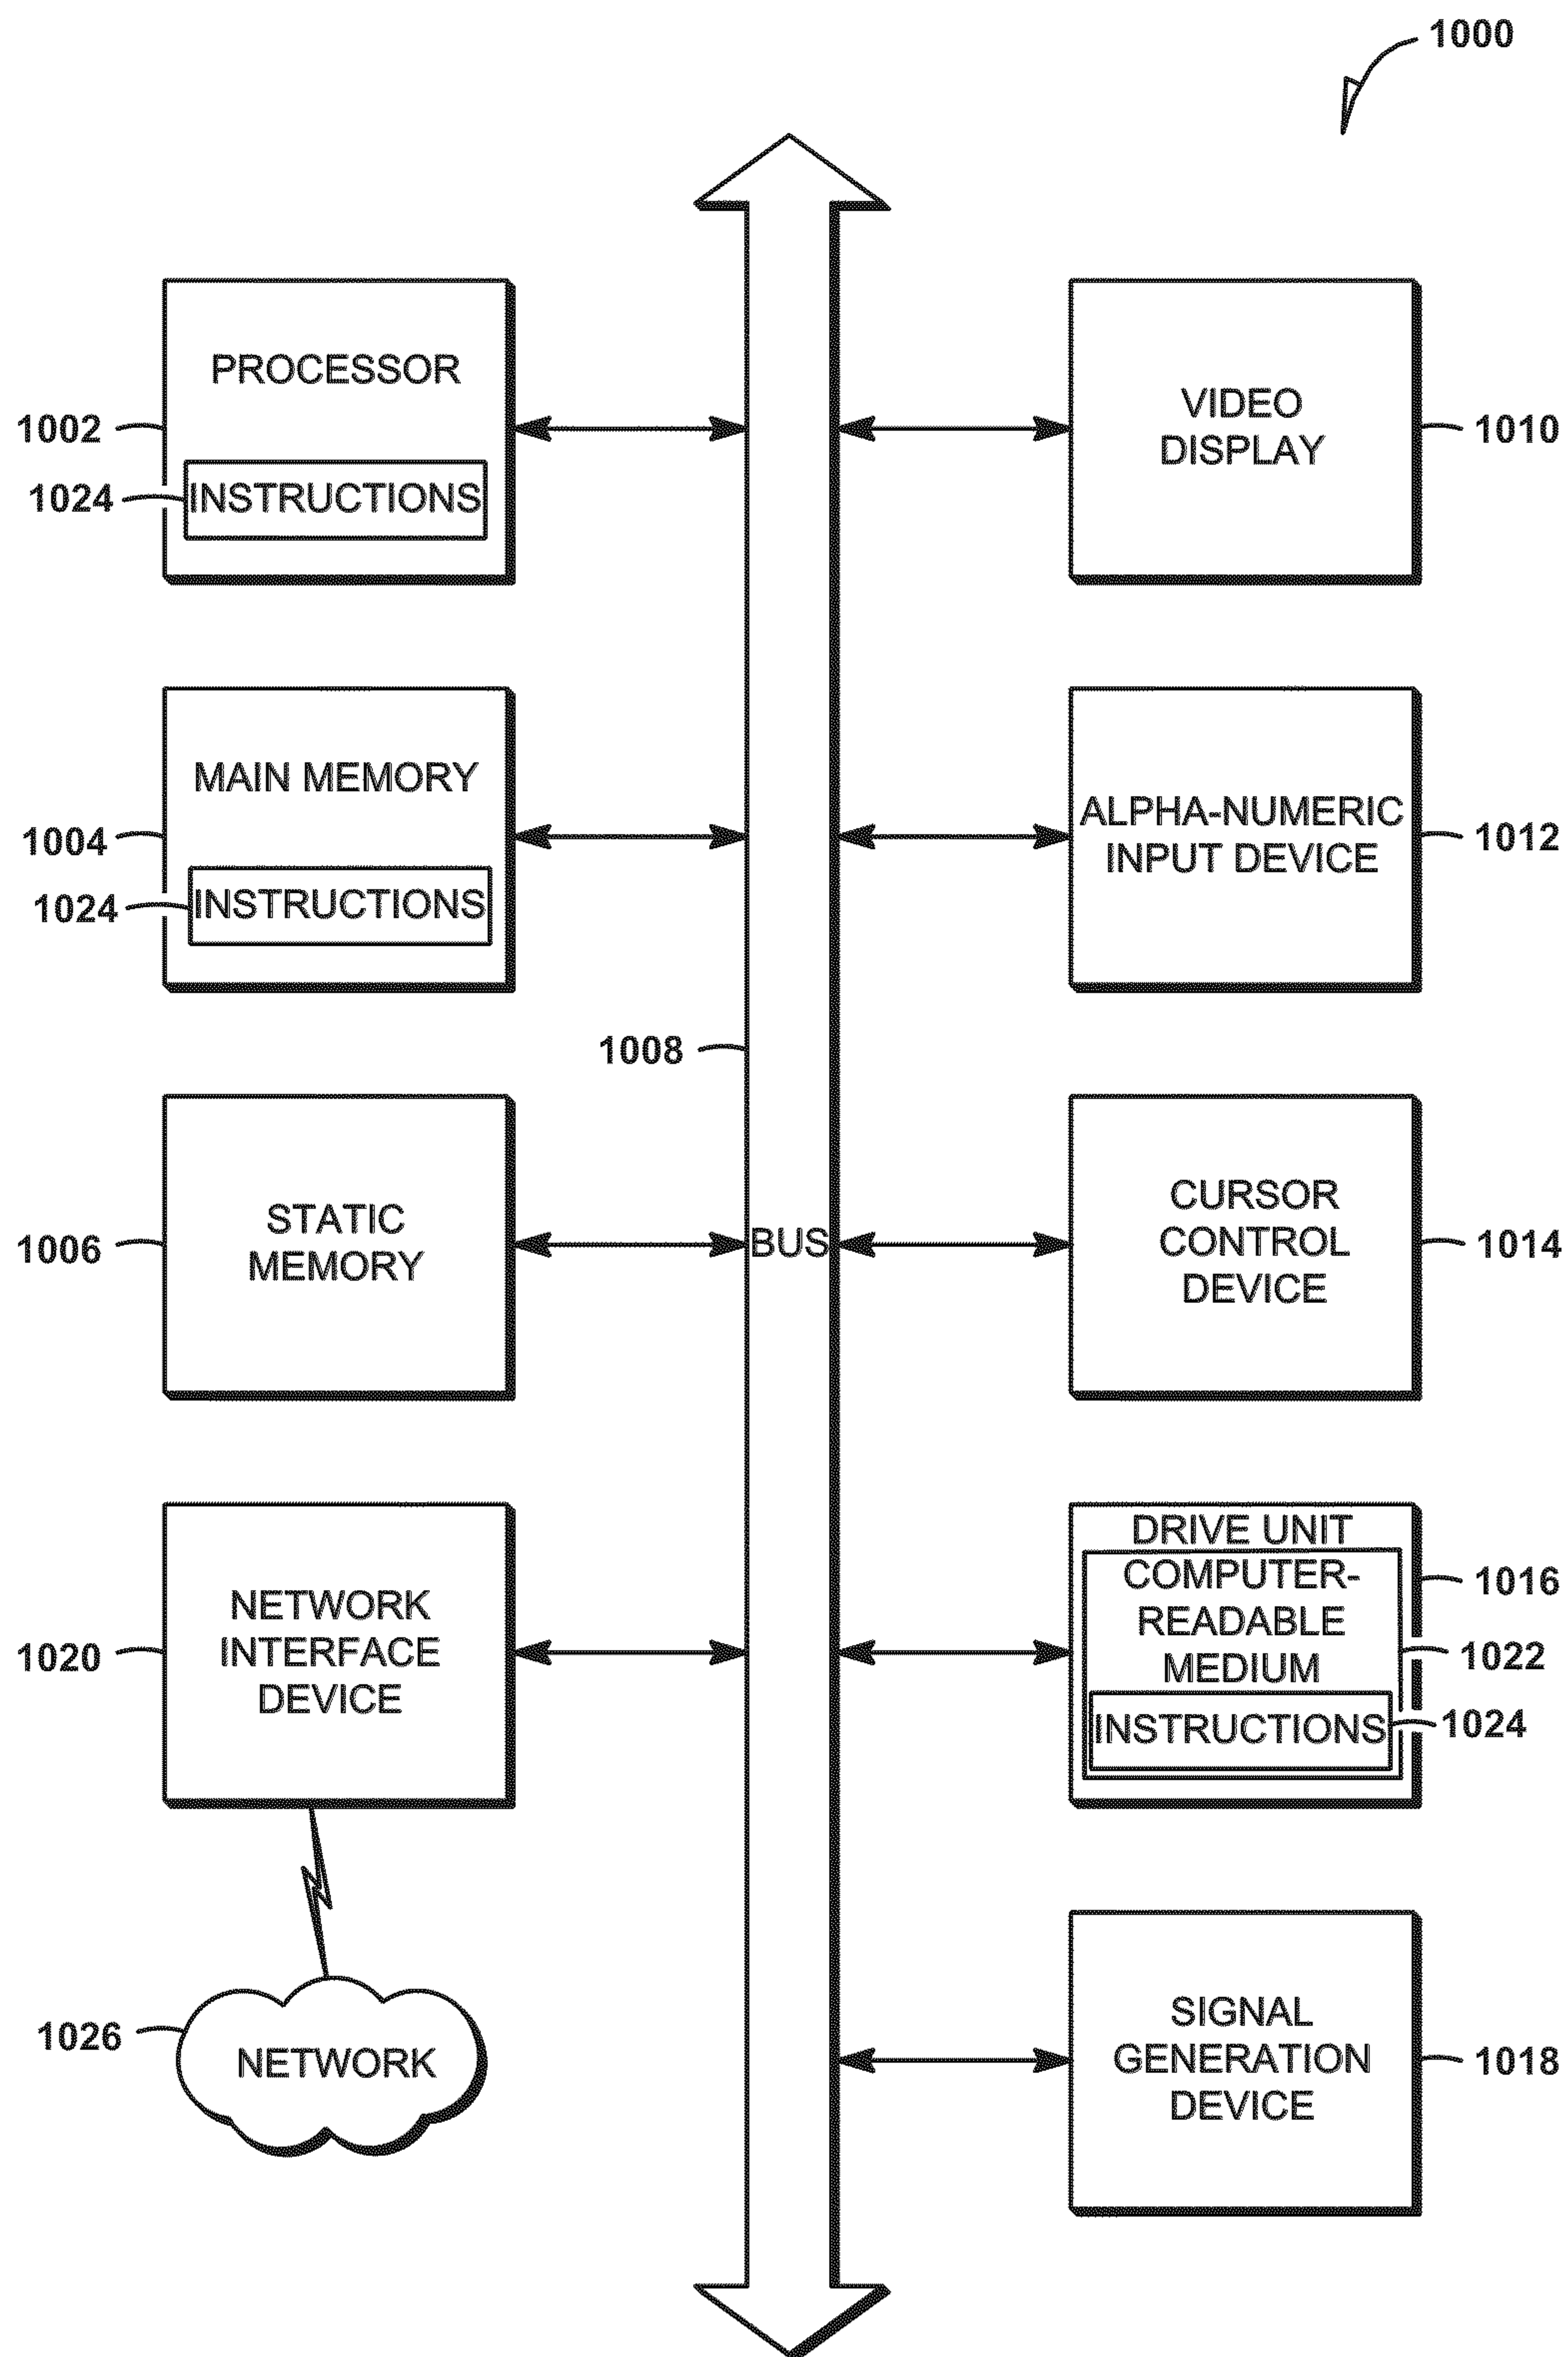 1000
PROCESSOR
1002
1024
INSTRUCTIONS
VIDEO
DISPLAY
1010
MAIN MEMORY
1004
1024
INSTRUCTIONS
ALPHA-NUMERIC
INPUT DEVICE
1012
1008
STATIC
MEMORY
1006
BUS
CURSOR
CONTROL
DEVICE
1014
NETWORK
INTERFACE
DEVICE
1020
DRIVE UNIT
COMPUTER-
READABLE
MEDIUM
INSTRUCTIONS
1016
1022
1024
1026
NETWORK
SIGNAL
GENERATION
DEVICE
1018